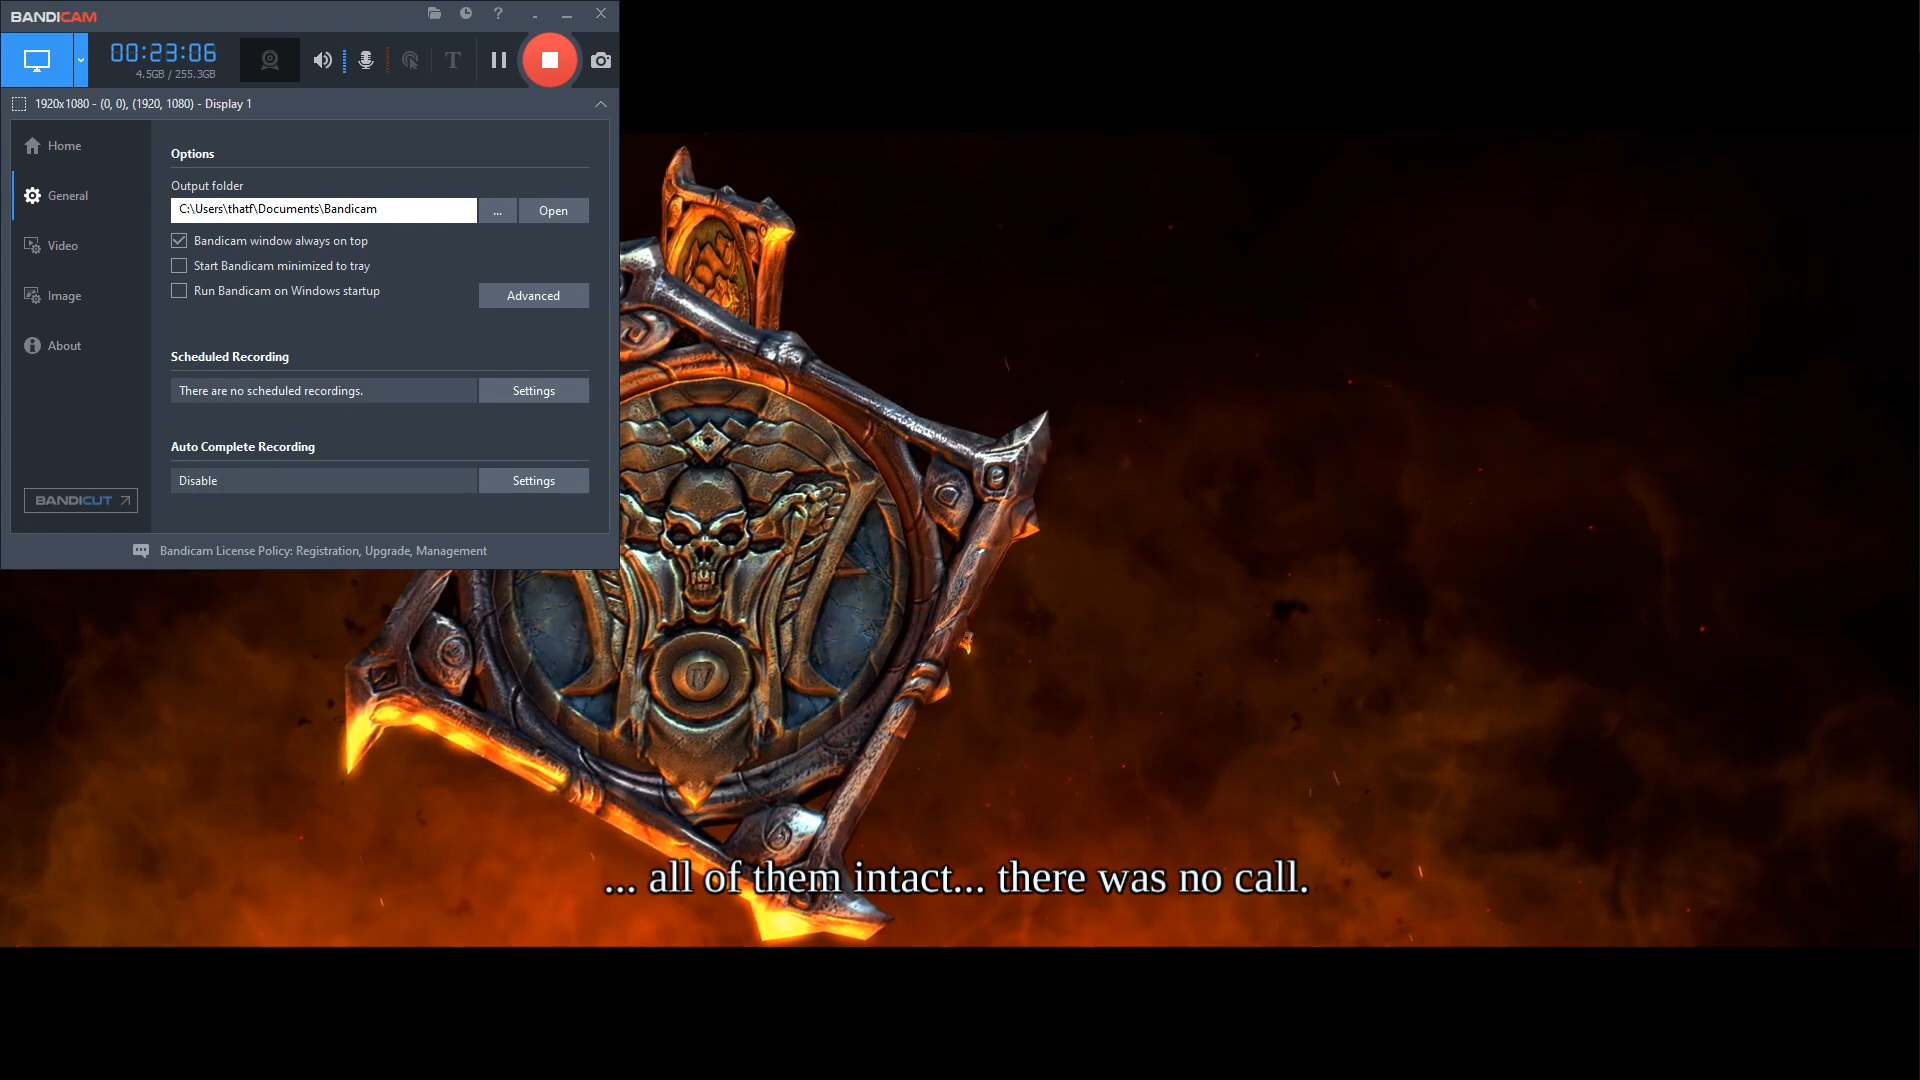 BANDICAM
?
00:23:06
4.5GB / 255.3GB
T
1920x1080 - (0, 0), (1920, 1080) - Display 1
Home
General
Video
Image
About
BANDICUT
Options
Output folder
C:\Users\thatf\Documents\Bandicam
...
Open
Bandicam window always on top
Start Bandicam minimized to tray
Run Bandicam on Windows startup
Advanced
Scheduled Recording
There are no scheduled recordings.
Settings
Auto Complete Recording
Disable
Settings
Bandicam License Policy: Registration, Upgrade, Management
IV
... all of them intact... there was no call.